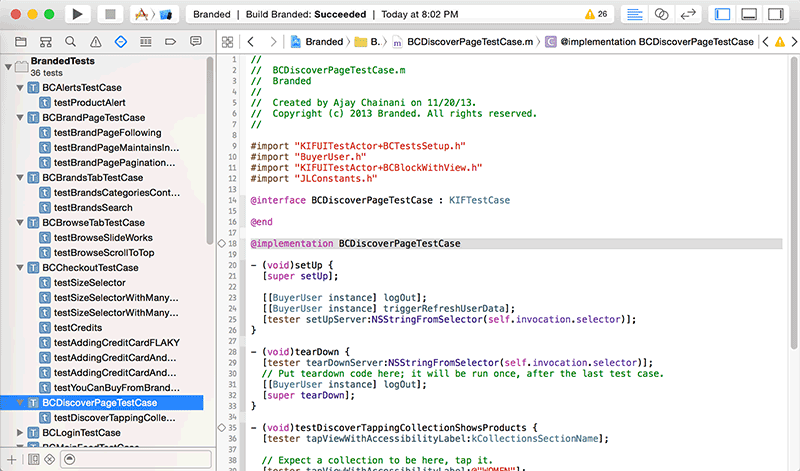 Branded | Build Branded: Succeeded | Today at 8:02 PM
26
Branded
B...
BCDiscoverPageTestCase.m
@implementation BCDiscoverPageTestCase
BrandedTests
36 tests
BCAlertsTestCase
testProductAlert
BCBrandPageTestCase
testBrandPageFollowing
testBrandPageMaintainsIn...
testBrandPagePagination...
BCBrandsTabTestCase
testBrandsCategoriesCont...
testBrandsSearch
BCBrowseTabTestCase
testBrowseSlideWorks
testBrowseScrollToTop
BCCheckoutTestCase
testSizeSelector
testSizeSelectorWithMany...
testSizeSelectorWithMany...
testCredits
testAddingCreditCardFLAKY
testAddingCreditCardAnd...
testAddingCreditCardAnd...
testYouCanBuyFromBran...
BCDiscoverPageTestCase
testDiscoverTappingColle...
BCLoginTestCase
1 //
2 //  BCDiscoverPageTestCase.m
3 //  Branded
4 //
5 //  Created by Ajay Chainani on 11/20/13.
6 //  Copyright (c) 2013 Branded. All rights reserved.
7 //
8
9 #import "KIFUITestActor+BCTestsSetup.h"
10 #import "BuyerUser.h"
11 #import "KIFUITestActor+BCBlockWithView.h"
12 #import "JLConstants.h"
13
14 @interface BCDiscoverPageTestCase : KIFTestCase
15
16 @end
17
18 @implementation BCDiscoverPageTestCase
19
20 - (void)setUp {
21 [super setUp];
22
23 [[BuyerUser instance] logOut];
24 [[BuyerUser instance] triggerRefreshUserData];
25 [tester setUpServer:NSStringFromSelector(self.invocation.selector)];
26 }
27
28 - (void)tearDown {
29 [tester tearDownServer:NSStringFromSelector(self.invocation.selector)];
30 // Put teardown code here; it will be run once, after the last test case.
31 [[BuyerUser instance] logOut];
32 [super tearDown];
33 }
34
35 - (void)testDiscoverTappingCollectionShowsProducts {
36 [tester tapViewWithAccessibilityLabel:kCollectionsSectionName];
37
38 // Expect a collection to be here, tap it.